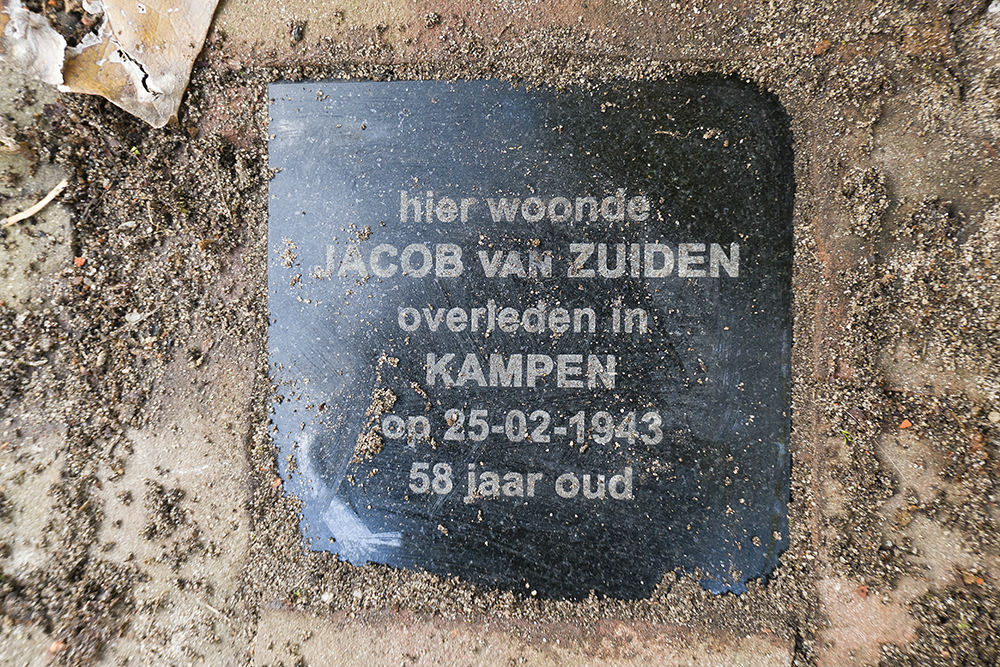 hier woonde
JACOB VAN ZUIDEN
overleden in
KAMPEN
op 25-02-1943
58 jaar oud